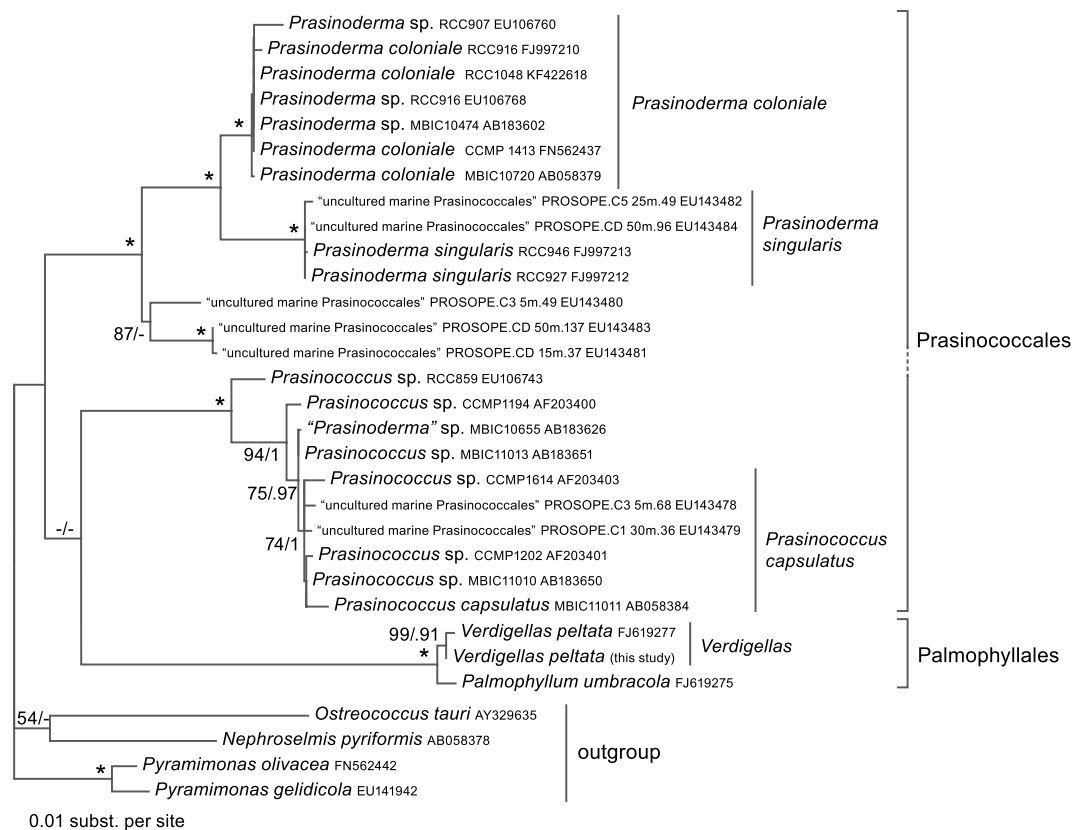 Prasinoderma sp. RCC907 EU106760
Prasinoderma coloniale RCC916 FJ997210
Prasinoderma coloniale RCC1048 KF422618
Prasinoderma sp. RCC916 EU106768
Prasinoderma coloniale
* Prasinoderma sp. MBIC10474 AB183602
Prasinoderma coloniale CCMP 1413 FN562437
* Prasinoderma coloniale MBIC10720 AB058379
“uncultured marine Prasinococcales” PROSOPE.C5 25m.49 EU143482
* “uncultured marine Prasinococcales” PROSOPE.CD 50m.96 EU143484
Prasinoderma
singularis
* Prasinoderma singularis RCC946 FJ997213
Prasinoderma singularis RCC927 FJ997212
“uncultured marine Prasinococcales” PROSOPE.C3 5m.49 EU143480
87/- * “uncultured marine Prasinococcales” PROSOPE.CD 50m.137 EU143483
Prasinococcales
“uncultured marine Prasinococcales” PROSOPE.CD 15m.37 EU143481
Prasinococcus sp. RCC859 EU106743
* Prasinococcus sp. CCMP1194 AF203400
“Prasinoderma” sp. MBIC10655 AB183626
94/1 Prasinococcus sp. MBIC11013 AB183651
Prasinococcus sp. CCMP1614 AF203403
75/.97
“uncultured marine Prasinococcales” PROSOPE.C3 5m.68 EU143478
-/- “uncultured marine Prasinococcales” PROSOPE.C1 30m.36 EU143479
Prasinococcus
capsulatus
74/1
Prasinococcus sp. CCMP1202 AF203401
Prasinococcus sp. MBIC11010 AB183650
Prasinococcus capsulatus MBIC11011 AB058384
99/.91 Verdigellas peltata FJ619277
Verdigellas
* Verdigellas peltata (this study)
Palmophyllales
Palmophyllum umbracola FJ619275
54/- Ostreococcus tauri AY329635
Nephroselmis pyriformis AB058378
outgroup
* Pyramimonas olivacea FN562442
Pyramimonas gelidicola EU141942
0.01 subst. per site